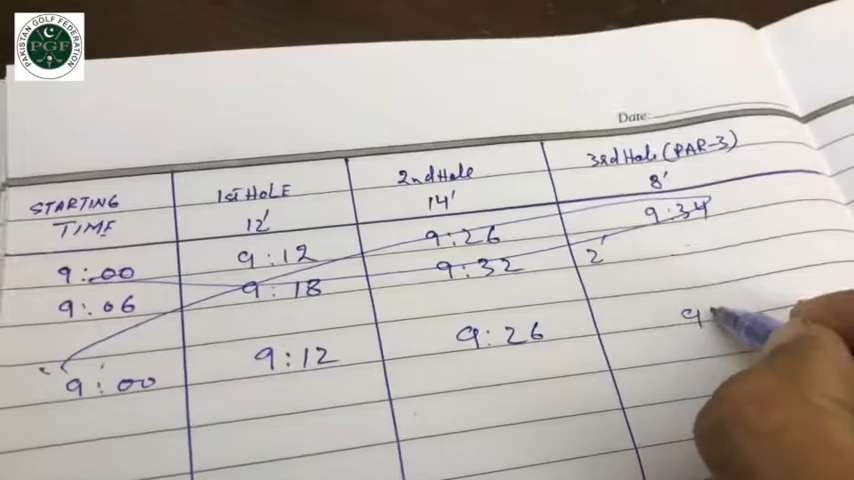 PAKISTAN GOLF FEDERATION
PGF
Date:
STARTING TIME
1st HOLE
12'
2nd Hole
14'
3rd Hole (PAR-3)
8'
9:00
9:12
9:26
9:34
9:06
9:18
9:32
2'
9:00
9:12
9:26
9